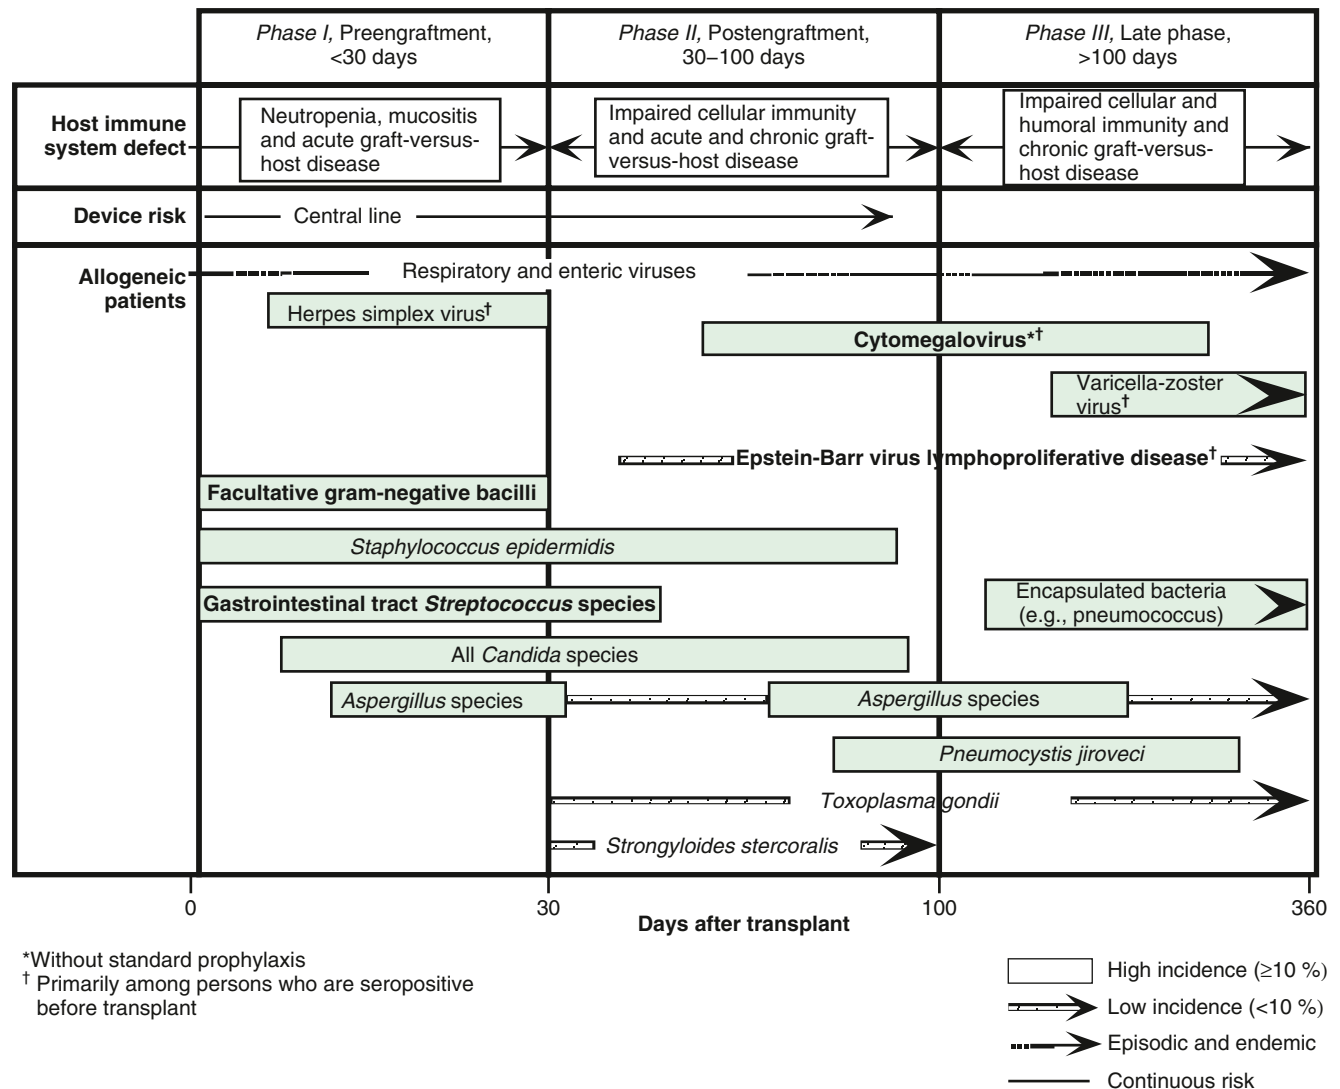 Phase I, Preengraftment,
<30 days
Phase II, Postengraftment,
30–100 days
Phase III, Late phase,
>100 days
Host immune
system defect
Neutropenia, mucositis
and acute graft-versus-
host disease
Impaired cellular immunity
and acute and chronic graft-
versus-host disease
Impaired cellular and
humoral immunity and
chronic graft-versus-
host disease
Device risk
Central line
Allogeneic
patients
Respiratory and enteric viruses
Herpes simplex virus†
Cytomegalovirus*†
Varicella-zoster
virus†
Epstein-Barr virus lymphoproliferative disease†
Facultative gram-negative bacilli
Staphylococcus epidermidis
Gastrointestinal tract Streptococcus species
Encapsulated bacteria
(e.g., pneumococcus)
All Candida species
Aspergillus species
Aspergillus species
Pneumocystis jiroveci
Toxoplasma gondii
Strongyloides stercoralis
0
30
100
360
Days after transplant
*Without standard prophylaxis
† Primarily among persons who are seropositive
before transplant
High incidence (≥10 %)
Low incidence (<10 %)
Episodic and endemic
Continuous risk